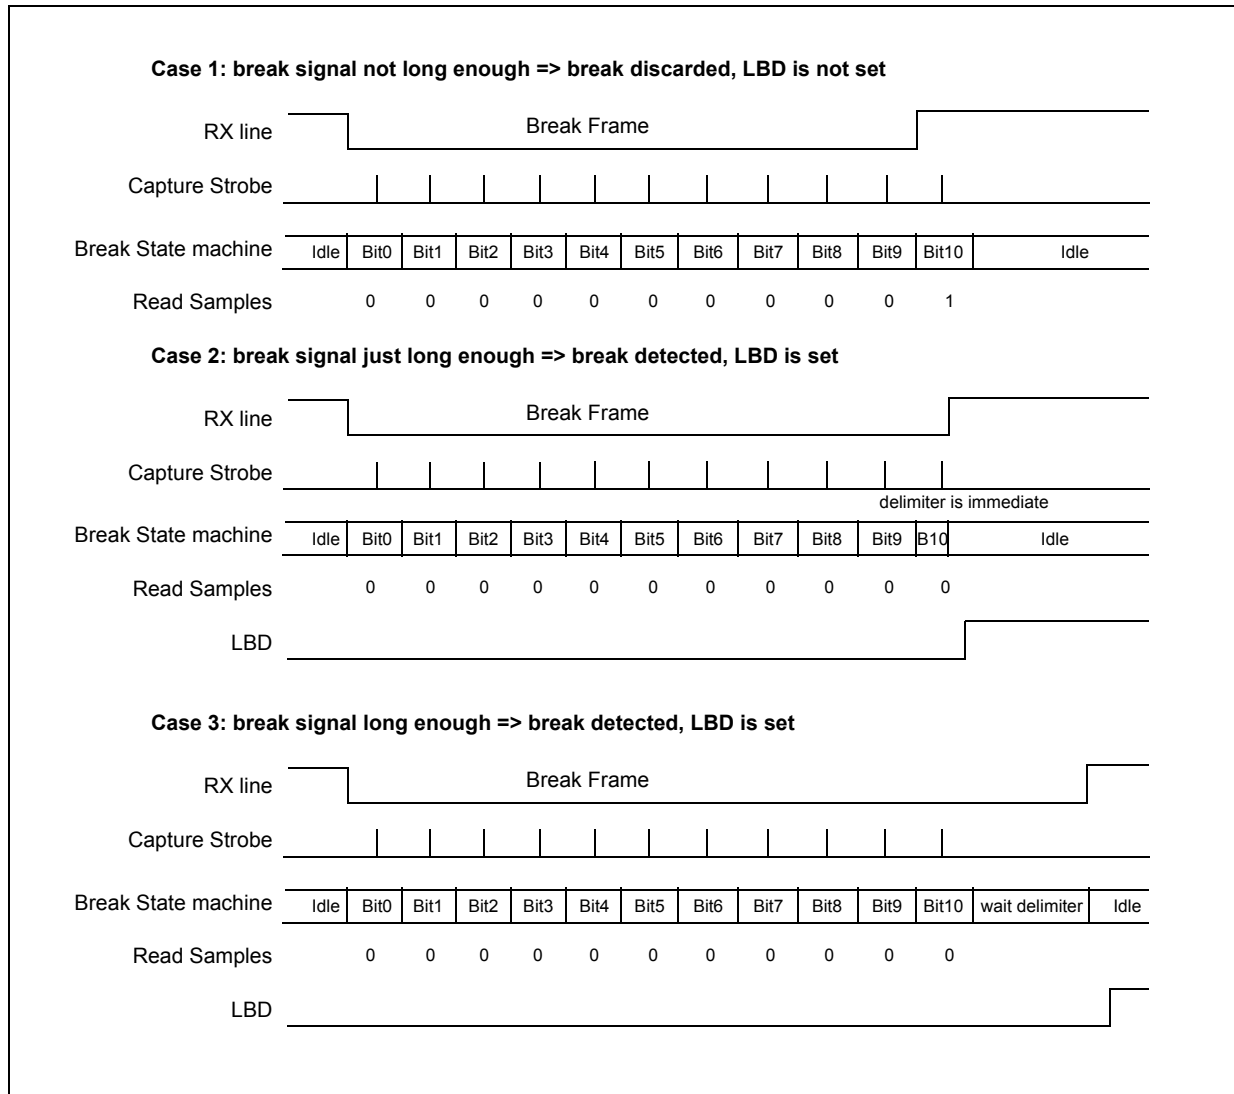 Case 1: break signal not long enough => break discarded, LBD is not set
RX line Break Frame
Capture Strobe
Break State machine Idle Bit0 Bit1 Bit2 Bit3 Bit4 Bit5 Bit6 Bit7 Bit8 Bit9 Bit10 Idle
Read Samples 0 0 0 0 0 0 0 0 0 0 1
Case 2: break signal just long enough => break detected, LBD is set
RX line Break Frame
Capture Strobe
delimiter is immediate
Break State machine Idle Bit0 Bit1 Bit2 Bit3 Bit4 Bit5 Bit6 Bit7 Bit8 Bit9 B10 Idle
Read Samples 0 0 0 0 0 0 0 0 0 0 0
LBD
Case 3: break signal long enough => break detected, LBD is set
RX line Break Frame
Capture Strobe
Break State machine Idle Bit0 Bit1 Bit2 Bit3 Bit4 Bit5 Bit6 Bit7 Bit8 Bit9 Bit10 wait delimiter Idle
Read Samples 0 0 0 0 0 0 0 0 0 0 0
LBD